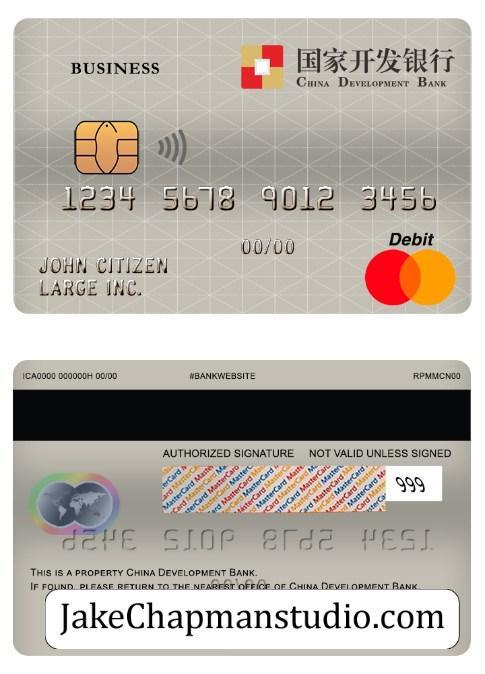 BUSINESS
国家开发银行
CHINA DEVELOPMENT BANK
1234 5678 9012 3456
00/00
Debit
JOHN CITIZEN
LARGE INC.
ICA0000 000000H 00/00 #BANKWEBSITE RPMMCN00
AUTHORIZED SIGNATURE NOT VALID UNLESS SIGNED
MasterCard MasterCard MasterCard
999
1234 5678 9012 3456
00/00
THIS IS A PROPERTY CHINA DEVELOPMENT BANK.
IF FOUND, PLEASE RETURN TO THE NEAREST OFFICE OF CHINA DEVELOPMENT BANK.
JakeChapmanstudio.com